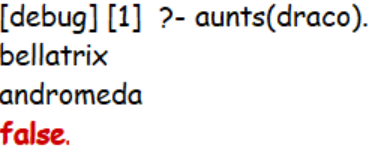 [debug] [1]  ?- aunts(draco).
bellatrix
andromeda
false.